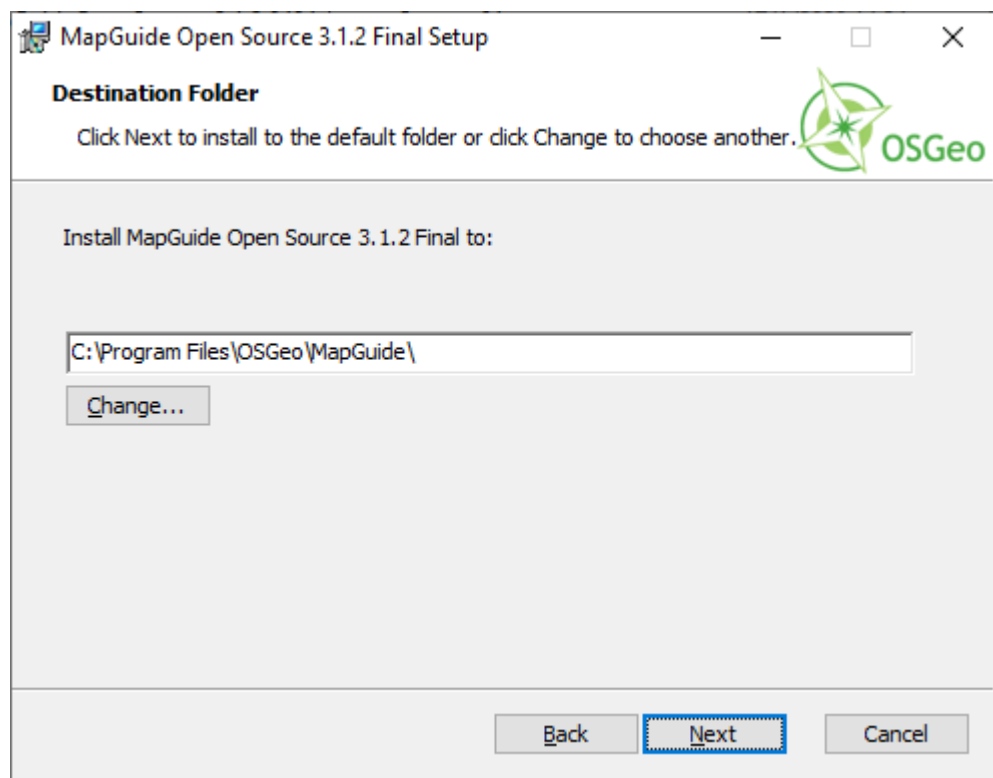 MapGuide Open Source 3.1.2 Final Setup
Destination Folder
Click Next to install to the default folder or click Change to choose another.
OSGeo
Install MapGuide Open Source 3.1.2 Final to:
C:\Program Files\OSGeo\MapGuide\
Change...
Back Next Cancel